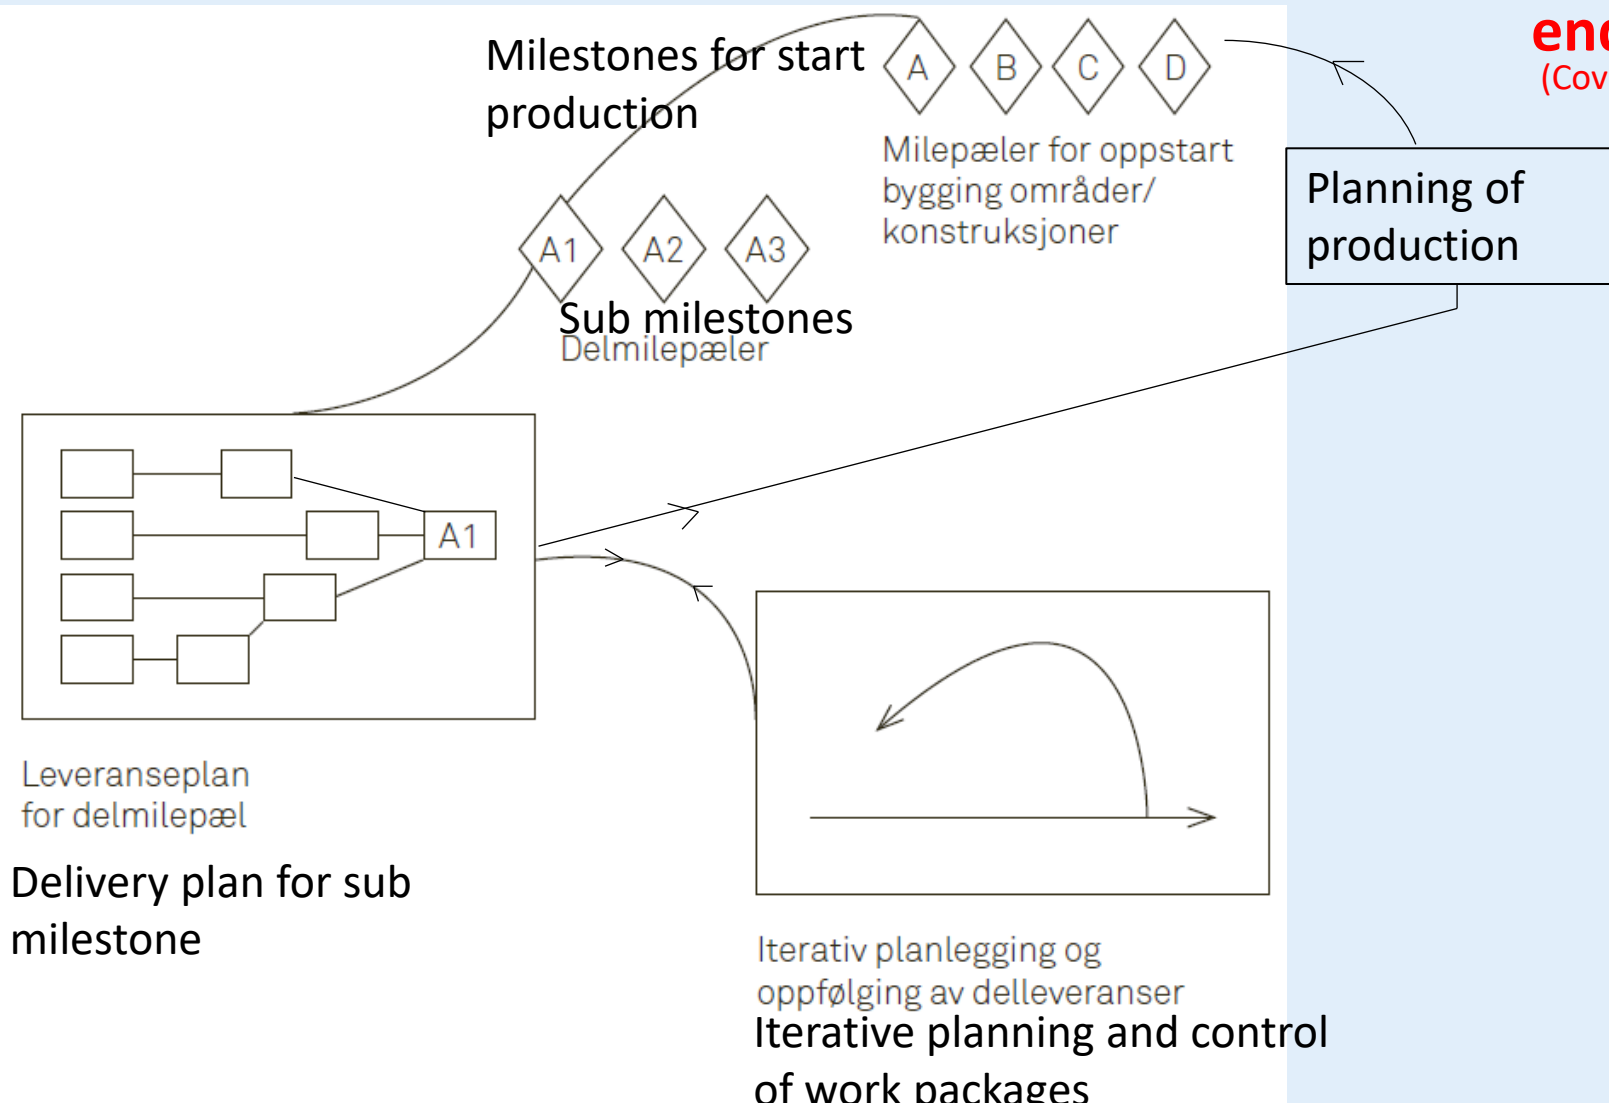 Milestones for start
production
A
B
C
D
Milepæler for oppstart
bygging områder/
konstruksjoner
(Cov
Planning of
production
A1
A2
A3
Sub milestones
Delmilepæler
A1
Leveranseplan
for delmilepæl
Delivery plan for sub
milestone
Iterativ planlegging og
oppfølging av delleveranser
Iterative planning and control
of work packages